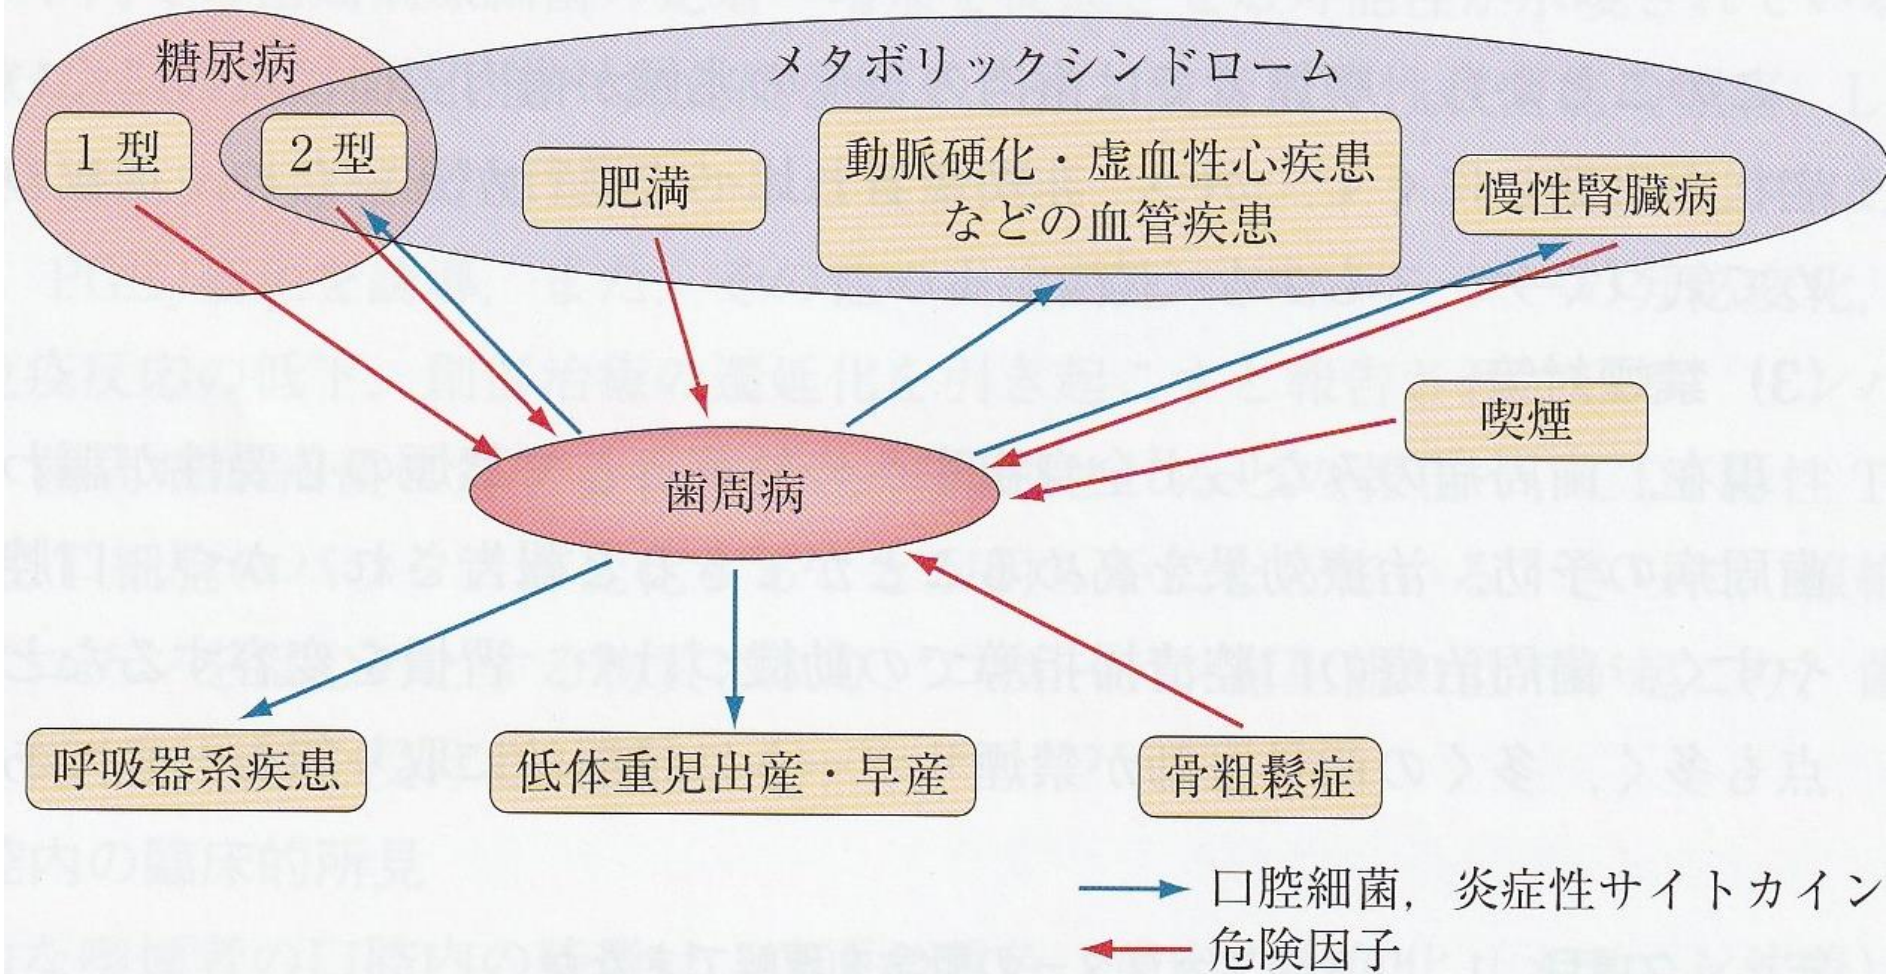 糖尿病
メタボリックシンドローム
1型
2型
肥満
動脈硬化・虚血性心疾患
などの血管疾患
慢性腎臓病
喫煙
歯周病
呼吸器系疾患
低体重児出産・早産
骨粗鬆症
口腔細菌，炎症性サイトカイン
危険因子